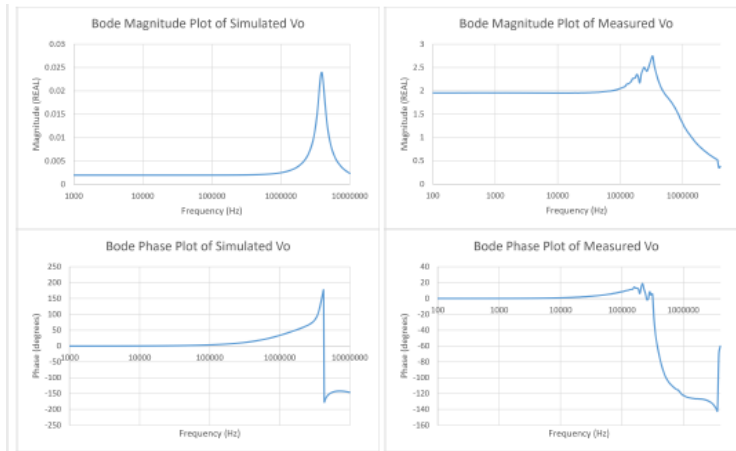 Bode Magnitude Plot of Simulated Vo
0.03
0.025
0.02
0.015
0.01
0.005
0
1000 10000 100000 1000000 10000000
Magnitude (REAL)
Frequency (Hz)
Bode Magnitude Plot of Measured Vo
3
2.5
2
1.5
1
0.5
0
100 1000 10000 100000 1000000
Magnitude (REAL)
Frequency (Hz)
Bode Phase Plot of Simulated Vo
250
200
150
100
50
0
-50
-100
-150
-200
-250
1000 10000 100000 1000000 10000000
Phase (degrees)
Frequency (Hz)
Bode Phase Plot of Measured Vo
40
20
0
-20
-40
-60
-80
-100
-120
-140
-160
100 1000 10000 100000 1000000
Phase (degrees)
Frequency (Hz)